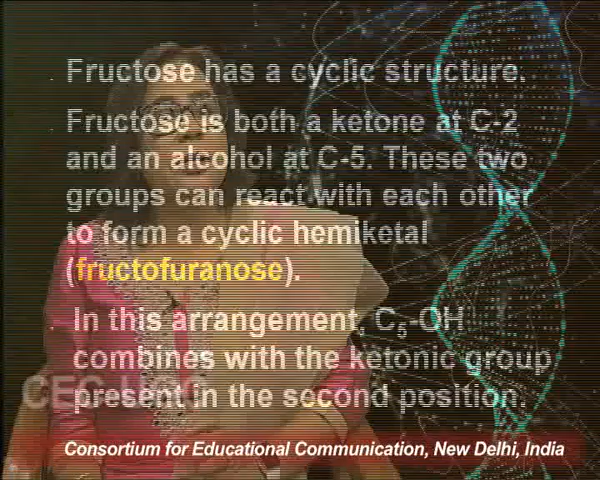 Fructose has a cyclic structure.
Fructose is both a ketone at C-2
and an alcohol at C-5. These two
groups can react with each other
to form a cyclic hemiketal
(fructofuranose).
In this arrangement, C₅-OH
combines with the ketonic group
present in the second position.
CEC-UGC
Consortium for Educational Communication, New Delhi, India